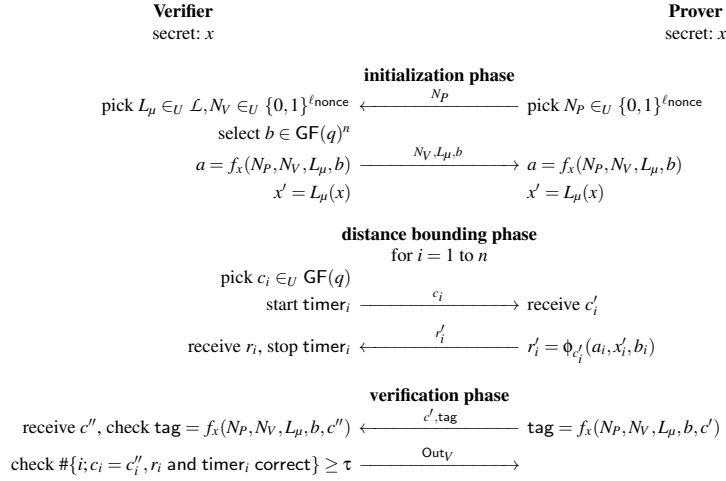 Verifier Prover
secret: x secret: x
initialization phase
pick L_μ ∈_U ℒ, N_V ∈_U {0,1}^{ℓ_nonce} N_P pick N_P ∈_U {0,1}^{ℓ_nonce}
select b ∈ GF(q)^n
a = f_x(N_P, N_V, L_μ, b) N_V, L_μ, b a = f_x(N_P, N_V, L_μ, b)
x′ = L_μ(x) x′ = L_μ(x)
distance bounding phase
for i = 1 to n
pick c_i ∈_U GF(q)
start timer_i c_i receive c′_i
receive r_i, stop timer_i r′_i r′_i = ϕ_{c′_i}(a_i, x′_i, b_i)
verification phase
receive c″, check tag = f_x(N_P, N_V, L_μ, b, c″) c′,tag tag = f_x(N_P, N_V, L_μ, b, c′)
check #{i; c_i = c″_i, r_i and timer_i correct} ≥ τ Out_V